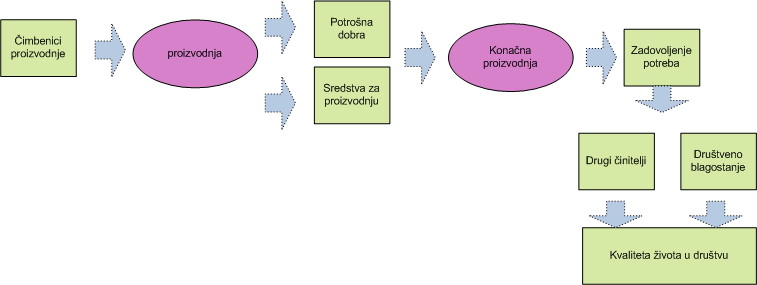 Čimbenici
proizvodnje
proizvodnja
Potrošna
dobra
Sredstva za
proizvodnju
Konačna
proizvodnja
Zadovoljenje
potreba
Drugi činitelji
Društveno
blagostanje
Kvaliteta života u društvu